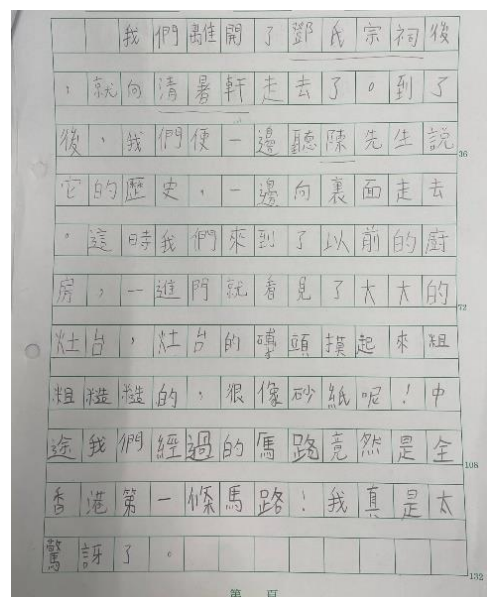 我們離開了鄧氏宗祠後
，就向清暑軒走去了。到了
後，我們便一邊聽陳先生說
36
它的歷史，一邊向裏面走去
。這時我們來到了以前的廚
房，一進門就看見了大大的
72
灶台，灶台的磚頭摸起來粗
粗糙糙的，很像砂紙呢！中
途我們經過的馬路竟然是全
108
香港第一條馬路！我真是太
驚訝了。
132
第 頁